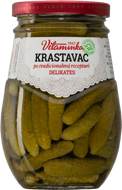 Vitaminka
KRASTAVAC
po tradicionalnoj recepturi
DELIKATES